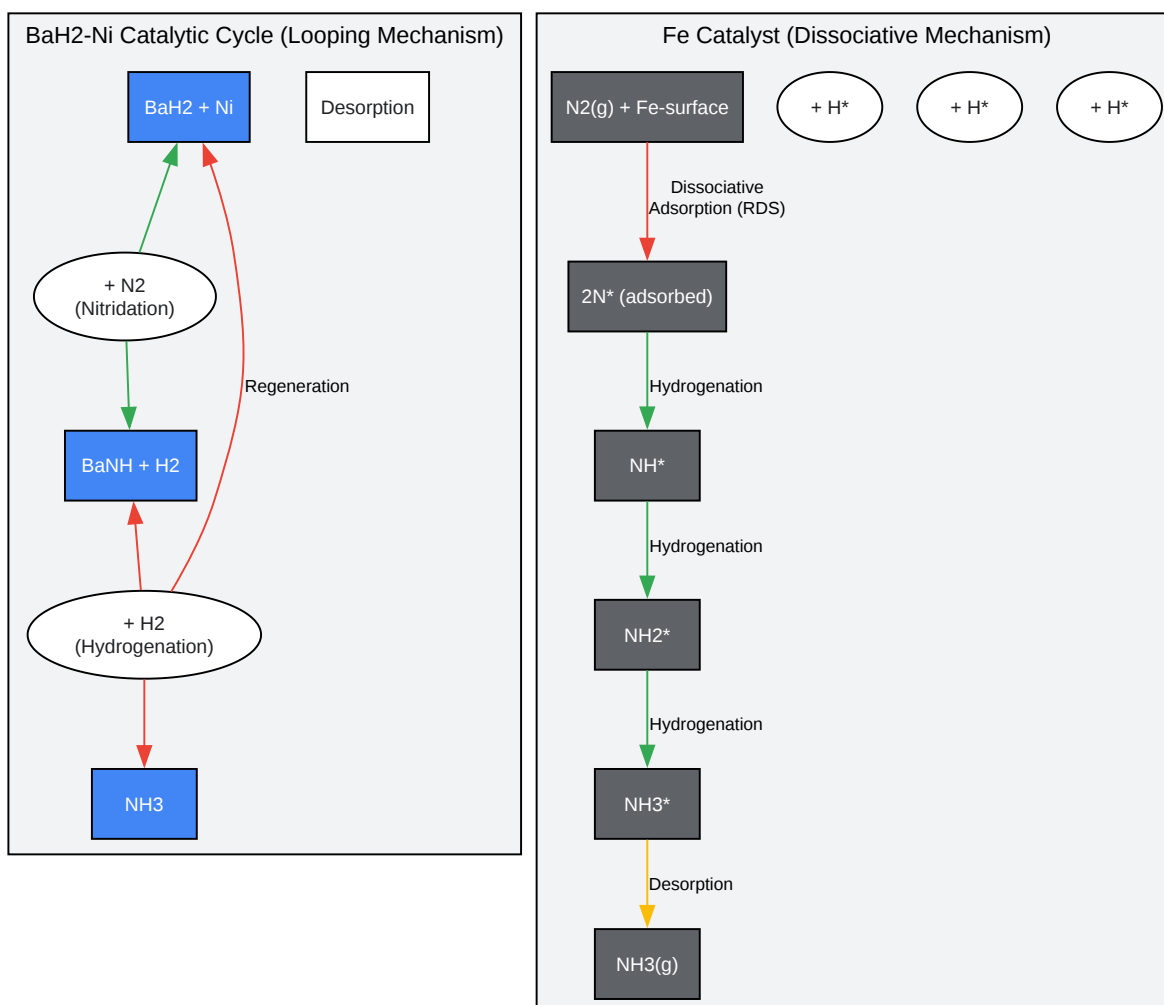 BaH2-Ni Catalytic Cycle (Looping Mechanism)
BaH2 + Ni
Desorption
+ N2
(Nitridation)
Regeneration
BaNH + H2
+ H2
(Hydrogenation)
NH3
Fe Catalyst (Dissociative Mechanism)
N2(g) + Fe-surface
+ H*
+ H*
+ H*
Dissociative
Adsorption (RDS)
2N* (adsorbed)
Hydrogenation
NH*
Hydrogenation
NH2*
Hydrogenation
NH3*
Desorption
NH3(g)